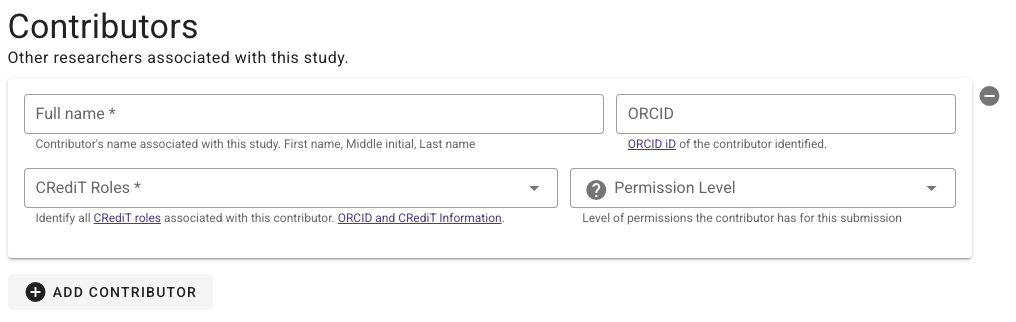 Contributors
Other researchers associated with this study.
Full name *
ORCID
Contributor's name associated with this study. First name, Middle initial, Last name
ORCID iD of the contributor identified.
CRediT Roles *
Permission Level
Identify all CRediT roles associated with this contributor. ORCID and CRediT Information.
Level of permissions the contributor has for this submission
ADD CONTRIBUTOR